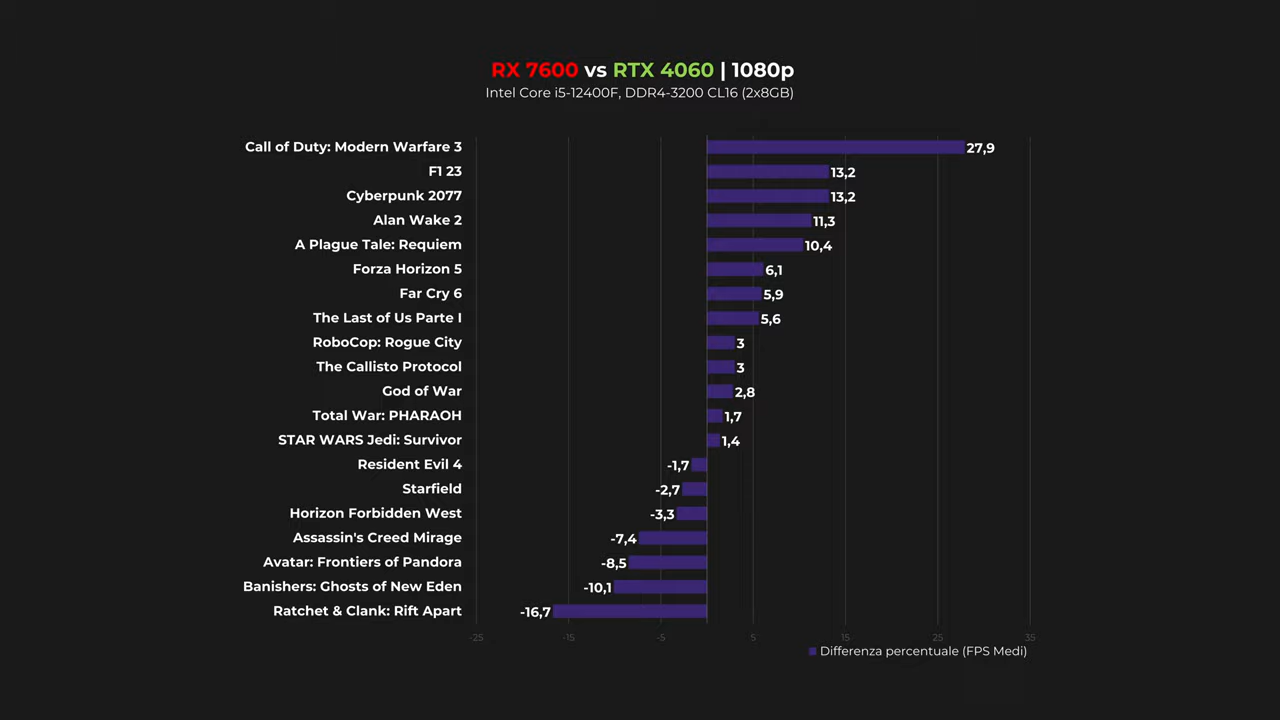 RX 7600 vs RTX 4060 | 1080p
Intel Core i5-12400F, DDR4-3200 CL16 (2x8GB)
Call of Duty: Modern Warfare 3 27,9
F1 23 13,2
Cyberpunk 2077 13,2
Alan Wake 2 11,3
A Plague Tale: Requiem 10,4
Forza Horizon 5 6,1
Far Cry 6 5,9
The Last of Us Parte I 5,6
RoboCop: Rogue City 3
The Callisto Protocol 3
God of War 2,8
Total War: PHARAOH 1,7
STAR WARS Jedi: Survivor 1,4
Resident Evil 4 -1,7
Starfield -2,7
Horizon Forbidden West -3,3
Assassin's Creed Mirage -7,4
Avatar: Frontiers of Pandora -8,5
Banishers: Ghosts of New Eden -10,1
Ratchet & Clank: Rift Apart -16,7
-25 -15 -5 5 15 25 35
Differenza percentuale (FPS Medi)